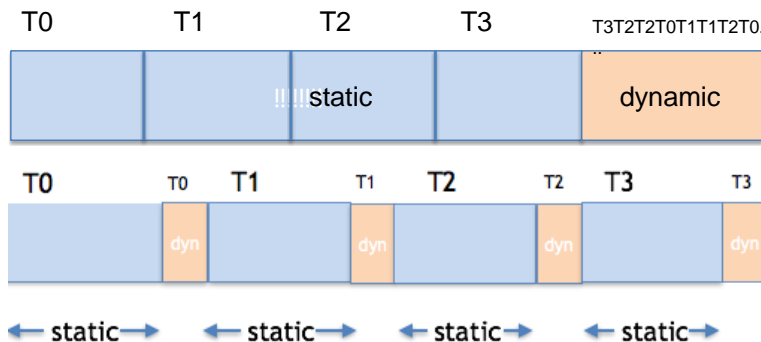 T0 T1 T2 T3 T3T2T2T0T1T1T2T0.
..
!!!!!!!! static dynamic
T0 T0 T1 T1 T2 T2 T3 T3
dyn dyn dyn dyn
static static static static